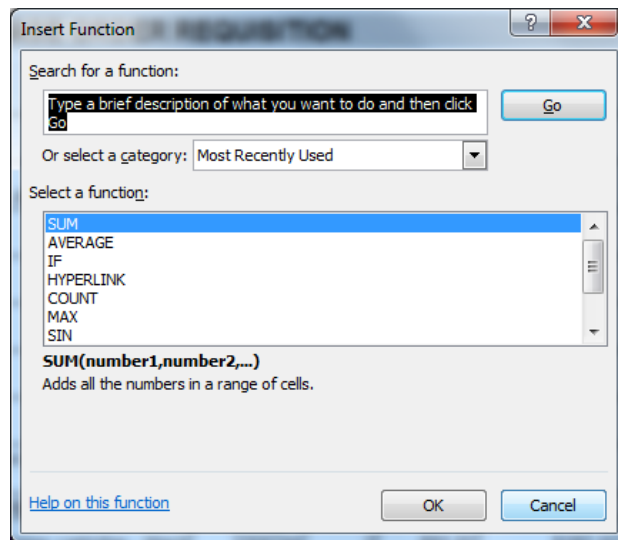 Insert Function
Search for a function:
Type a brief description of what you want to do and then click
Go
Go
Or select a category: Most Recently Used
Select a function:
SUM
AVERAGE
IF
HYPERLINK
COUNT
MAX
SIN
SUM(number1,number2,...)
Adds all the numbers in a range of cells.
Help on this function
OK
Cancel